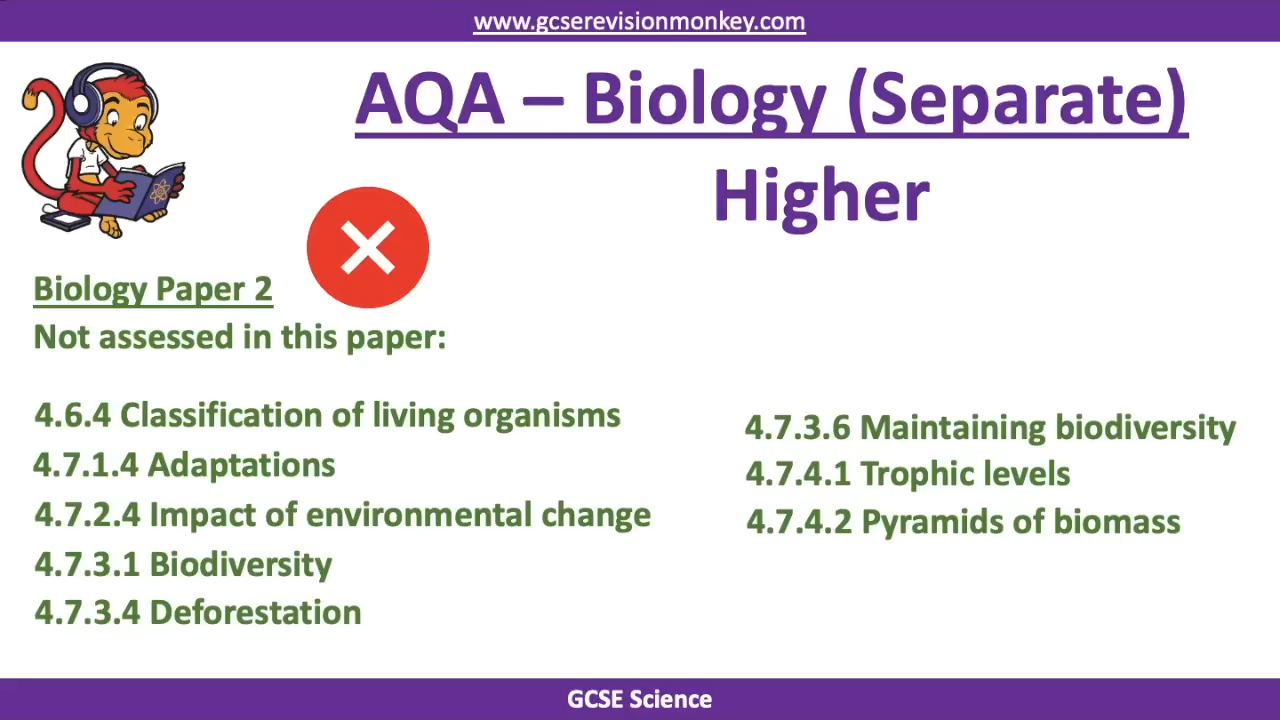 www.gcserevisionmonkey.com
AQA – Biology (Separate)
Higher
Biology Paper 2
Not assessed in this paper:
4.6.4 Classification of living organisms
4.7.1.4 Adaptations
4.7.2.4 Impact of environmental change
4.7.3.1 Biodiversity
4.7.3.4 Deforestation
4.7.3.6 Maintaining biodiversity
4.7.4.1 Trophic levels
4.7.4.2 Pyramids of biomass
GCSE Science